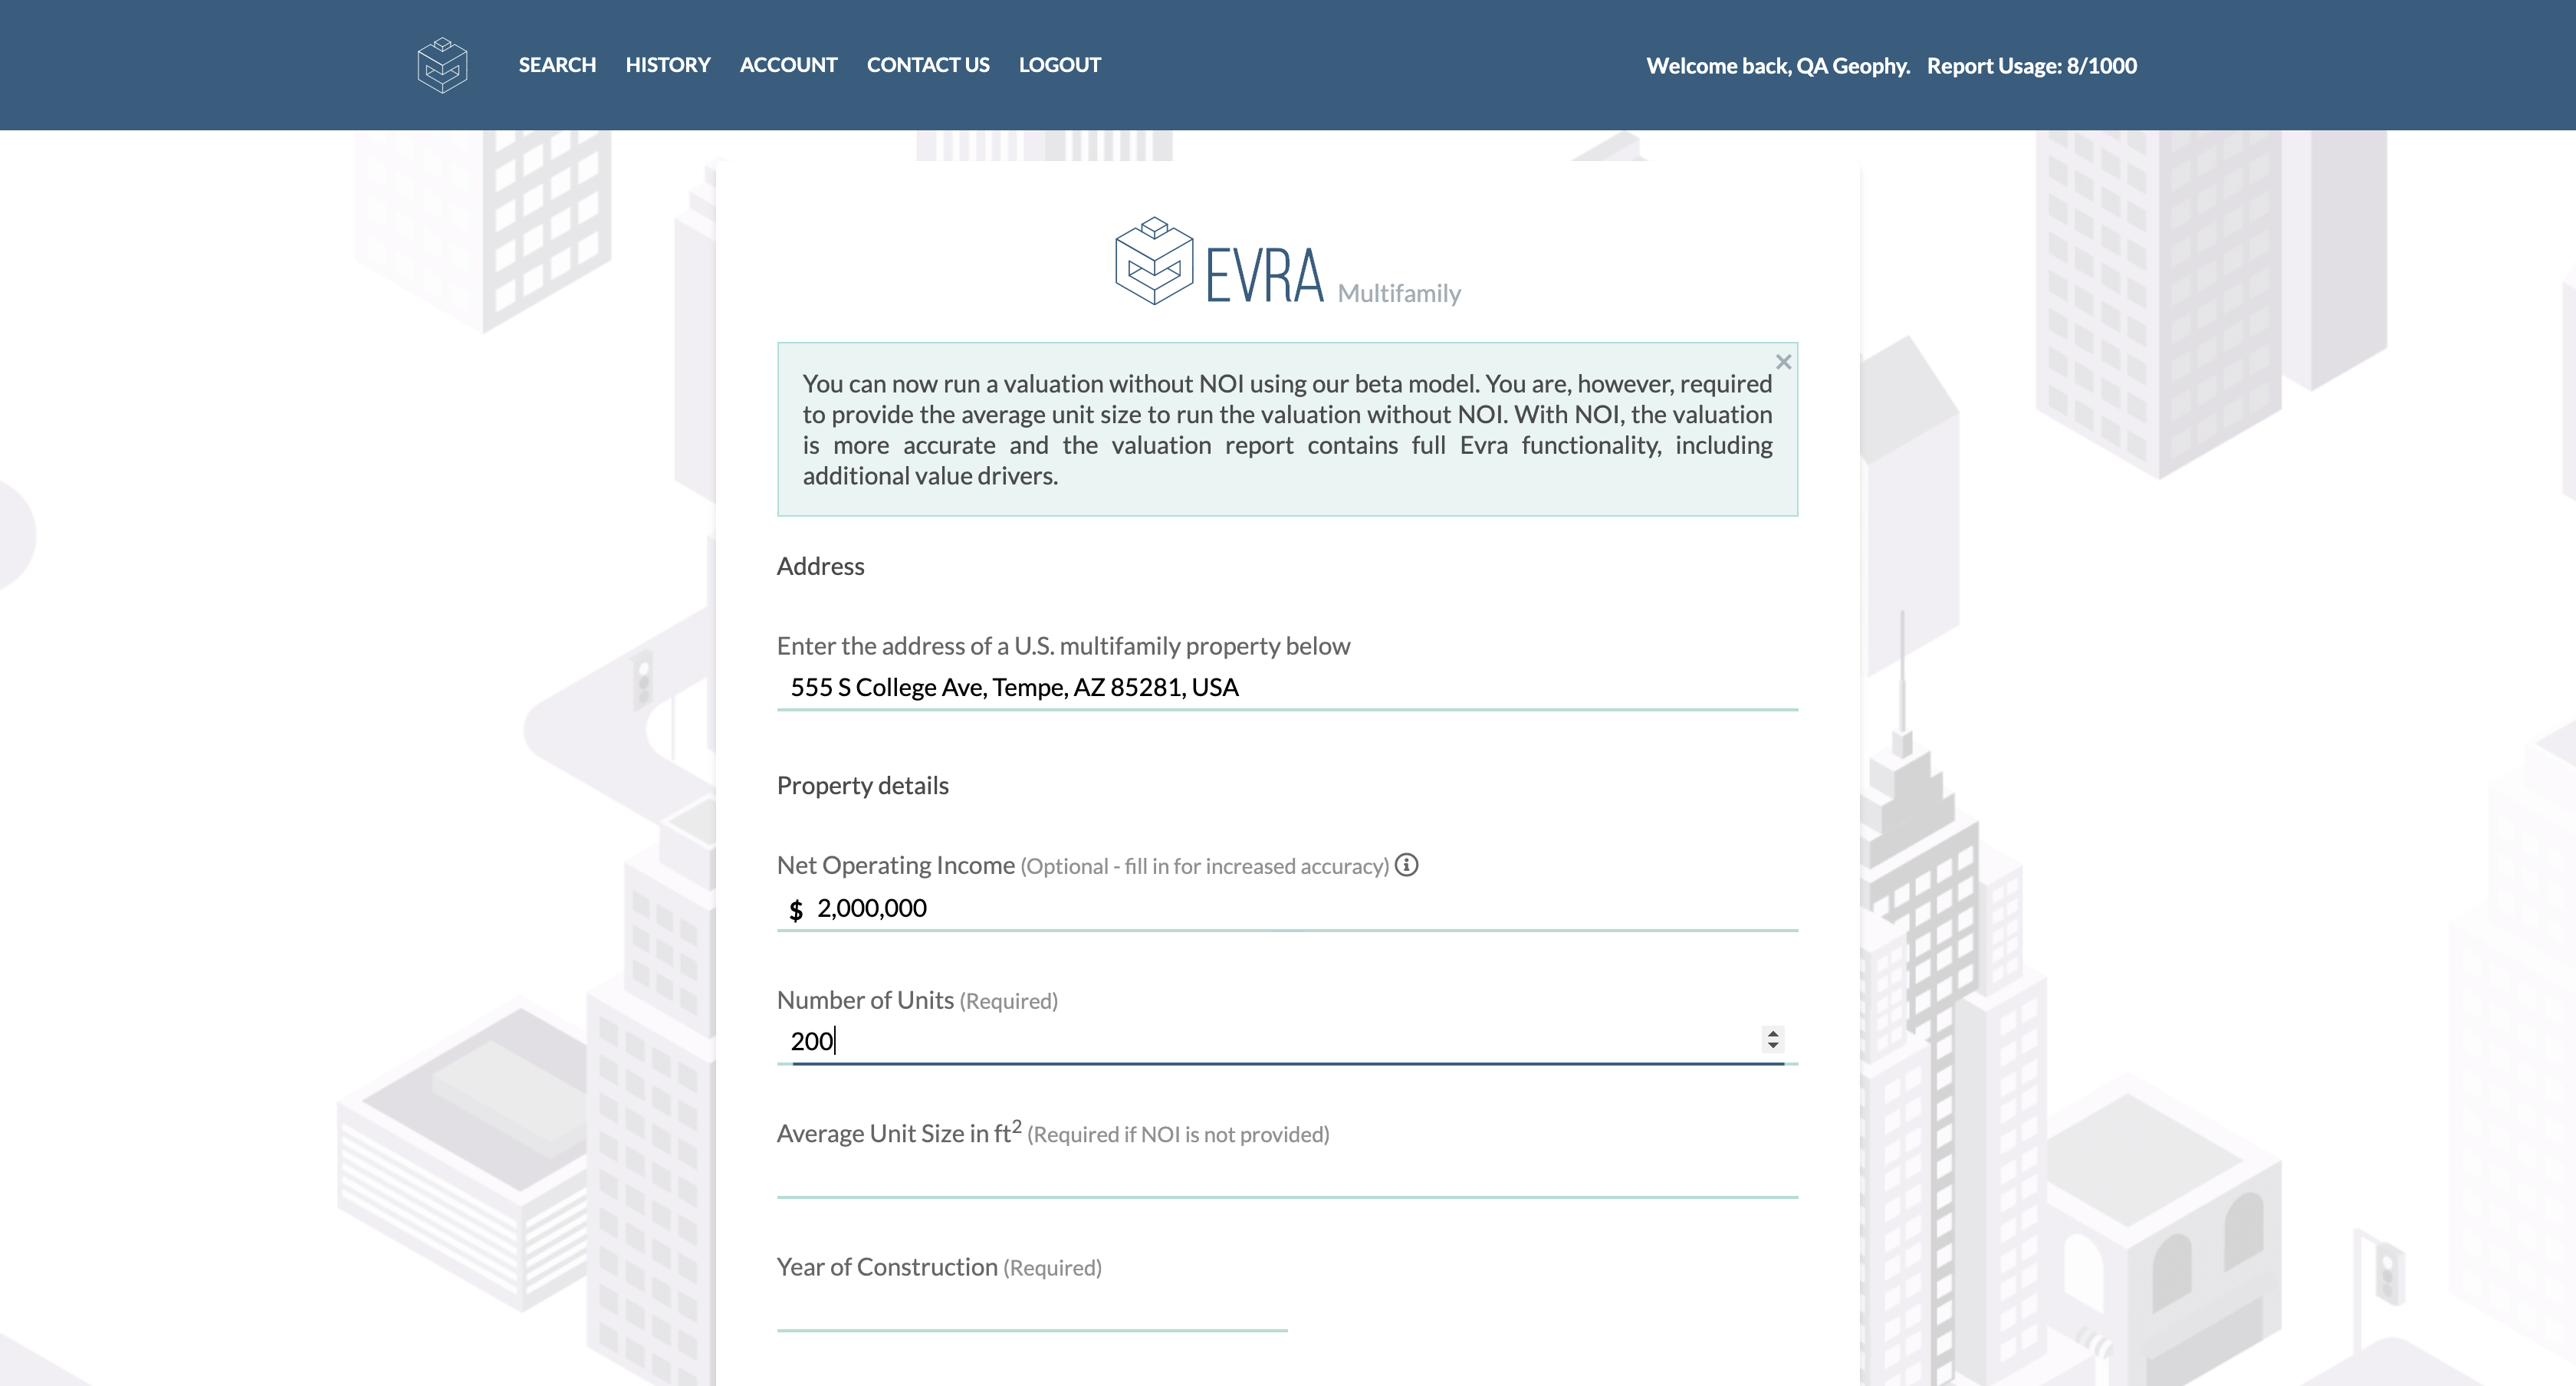 SEARCH HISTORY ACCOUNT CONTACT US LOGOUT Welcome back, QA Geophy. Report Usage: 8/1000
EVRA Multifamily
You can now run a valuation without NOI using our beta model. You are, however, required
to provide the average unit size to run the valuation without NOI. With NOI, the valuation
is more accurate and the valuation report contains full Evra functionality, including
additional value drivers.
Address
Enter the address of a U.S. multifamily property below
555 S College Ave, Tempe, AZ 85281, USA
Property details
Net Operating Income (Optional - fill in for increased accuracy)
$ 2,000,000
Number of Units (Required)
200
Average Unit Size in ft² (Required if NOI is not provided)
Year of Construction (Required)